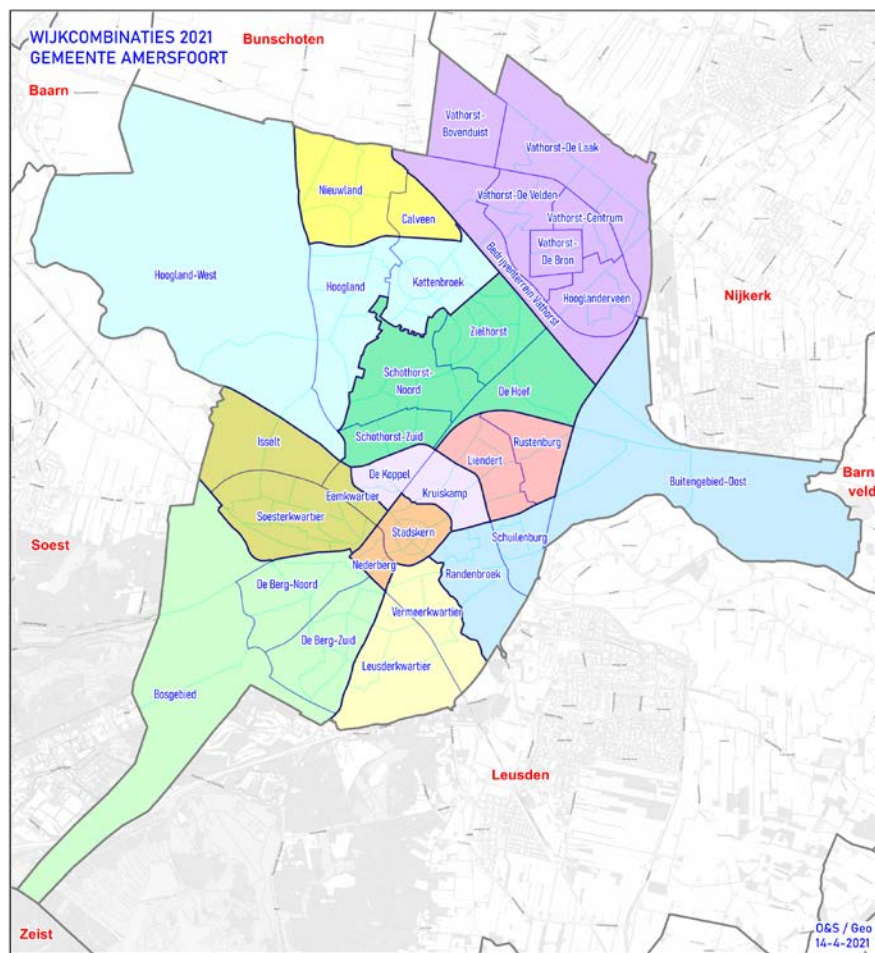 WIJKCOMBINATIES 2021
GEMEENTE AMERSFOORT
Bunschoten
Baarn
Vathorst-
Bovenduist
Vathorst-De Laak
Nieuwland
Calveen
Vathorst-De Velden
Vathorst-Centrum
Vathorst-
De Bron
Bedrijventerrein Vathorst
Hoogland-West
Hoogland
Kattenbroek
Hooglanderveen
Nijkerk
Zielhorst
Schothorst-
Noord
De Hoef
Schothorst-Zuid
Isselt
Rustenburg
Liendert
De Koppel
Kruiskamp
Eemkwartier
Buitengebied-Oost
Barn-
veld
Soesterkwartier
Stadskern
Schuilenburg
Soest
Nederberg
Randenbroek
De Berg-Noord
Vermeerkwartier
De Berg-Zuid
Leusderkwartier
Bosgebied
Leusden
Zeist
O&S / Geo
14-4-2021